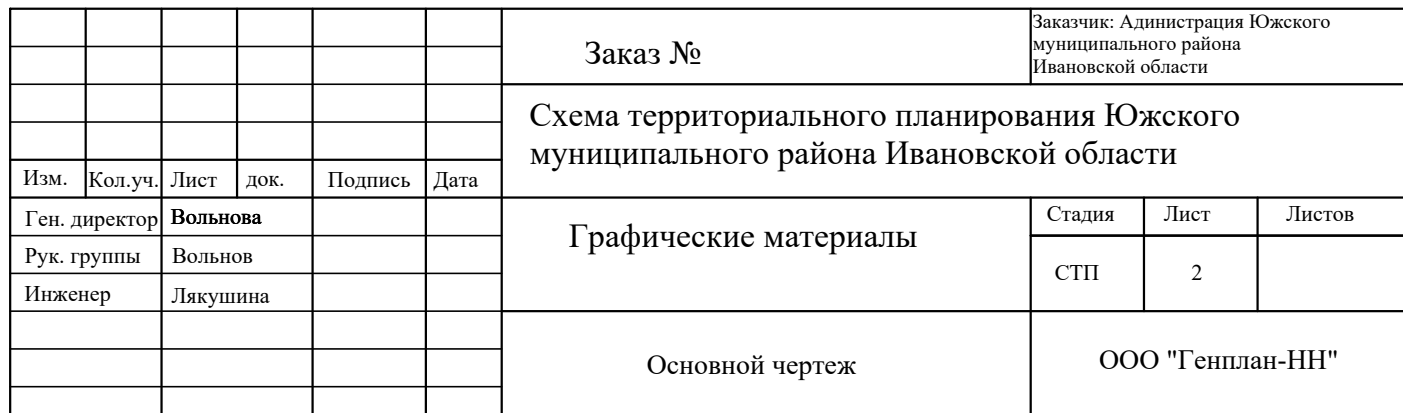 Заказ №
Заказчик: Адинистрация Южского
муниципального района
Ивановской области
Схема территориального планирования Южского
муниципального района Ивановской области
Изм. Кол.уч. Лист док. Подпись Дата
Ген. директор Вольнова
Рук. группы Вольнов
Инженер Лякушина
Графические материалы
Стадия Лист Листов
СТП 2
Основной чертеж
ООО "Генплан-НН"